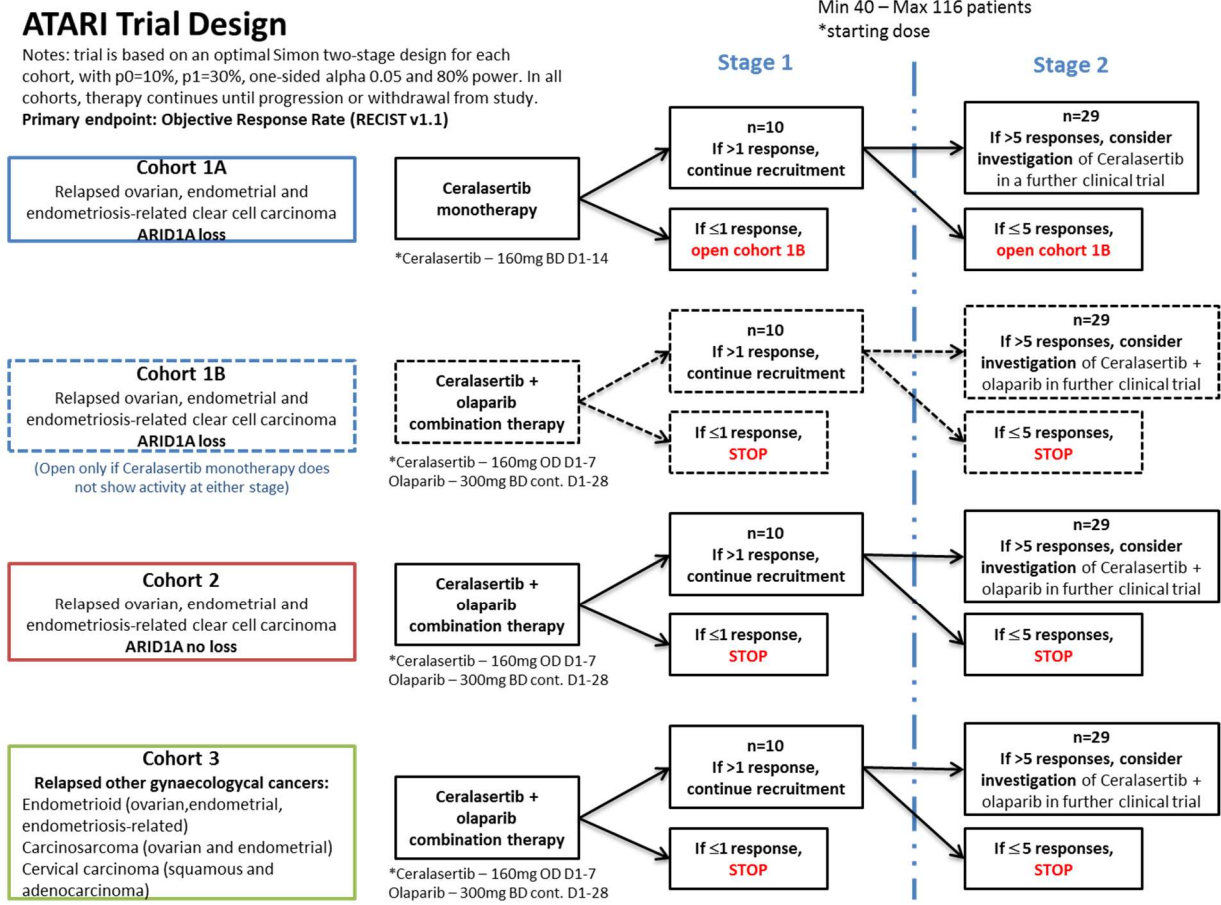 ATARI Trial Design
Notes: trial is based on an optimal Simon two-stage design for each
cohort, with p0=10%, p1=30%, one-sided alpha 0.05 and 80% power. In all
cohorts, therapy continues until progression or withdrawal from study.
Primary endpoint: Objective Response Rate (RECIST v1.1)
Min 40 – Max 116 patients
*starting dose
Stage 1
Stage 2
Cohort 1A
Relapsed ovarian, endometrial and
endometriosis-related clear cell carcinoma
ARID1A loss
Ceralasertib
monotherapy
*Ceralasertib – 160mg BD D1-14
n=10
If >1 response,
continue recruitment
If ≤1 response,
open cohort 1B
n=29
If >5 responses, consider
investigation of Ceralasertib
in a further clinical trial
If ≤ 5 responses,
open cohort 1B
Cohort 1B
Relapsed ovarian, endometrial and
endometriosis-related clear cell carcinoma
ARID1A loss
(Open only if Ceralasertib monotherapy does
not show activity at either stage)
Ceralasertib +
olaparib
combination therapy
*Ceralasertib – 160mg OD D1-7
Olaparib – 300mg BD cont. D1-28
n=10
If >1 response,
continue recruitment
If ≤1 response,
STOP
n=29
If >5 responses, consider
investigation of Ceralasertib +
olaparib in further clinical trial
If ≤ 5 responses,
STOP
Cohort 2
Relapsed ovarian, endometrial and
endometriosis-related clear cell carcinoma
ARID1A no loss
Ceralasertib +
olaparib
combination therapy
*Ceralasertib – 160mg OD D1-7
Olaparib – 300mg BD cont. D1-28
n=10
If >1 response,
continue recruitment
If ≤1 response,
STOP
n=29
If >5 responses, consider
investigation of Ceralasertib +
olaparib in further clinical trial
If ≤ 5 responses,
STOP
Cohort 3
Relapsed other gynaecologycal cancers:
Endometrioid (ovarian,endometrial,
endometriosis-related)
Carcinosarcoma (ovarian and endometrial)
Cervical carcinoma (squamous and
adenocarcinoma)
Ceralasertib +
olaparib
combination therapy
*Ceralasertib – 160mg OD D1-7
Olaparib – 300mg BD cont. D1-28
n=10
If >1 response,
continue recruitment
If ≤1 response,
STOP
n=29
If >5 responses, consider
investigation of Ceralasertib +
olaparib in further clinical trial
If ≤ 5 responses,
STOP